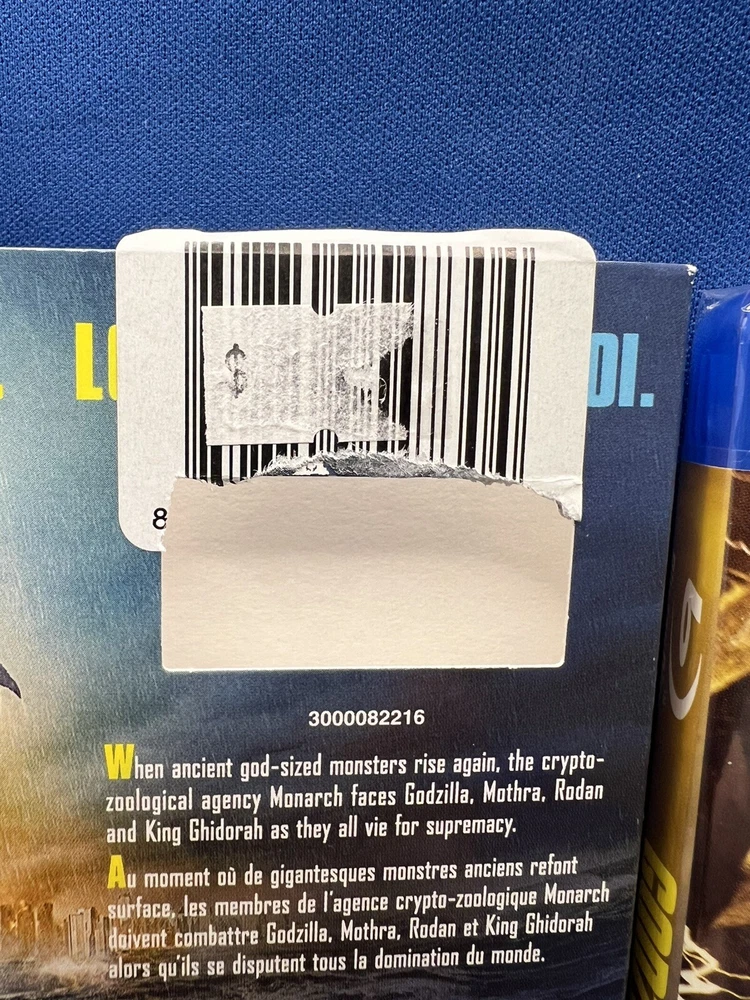 LO
DI.
$
8
3000082216
When ancient god-sized monsters rise again, the crypto-
zoological agency Monarch faces Godzilla, Mothra, Rodan
and King Ghidorah as they all vie for supremacy.
Au moment où de gigantesques monstres anciens refont
surface, les membres de l'agence crypto-zoologique Monarch
doivent combattre Godzilla, Mothra, Rodan et King Ghidorah
alors qu'ils se disputent tous la domination du monde.
GOD